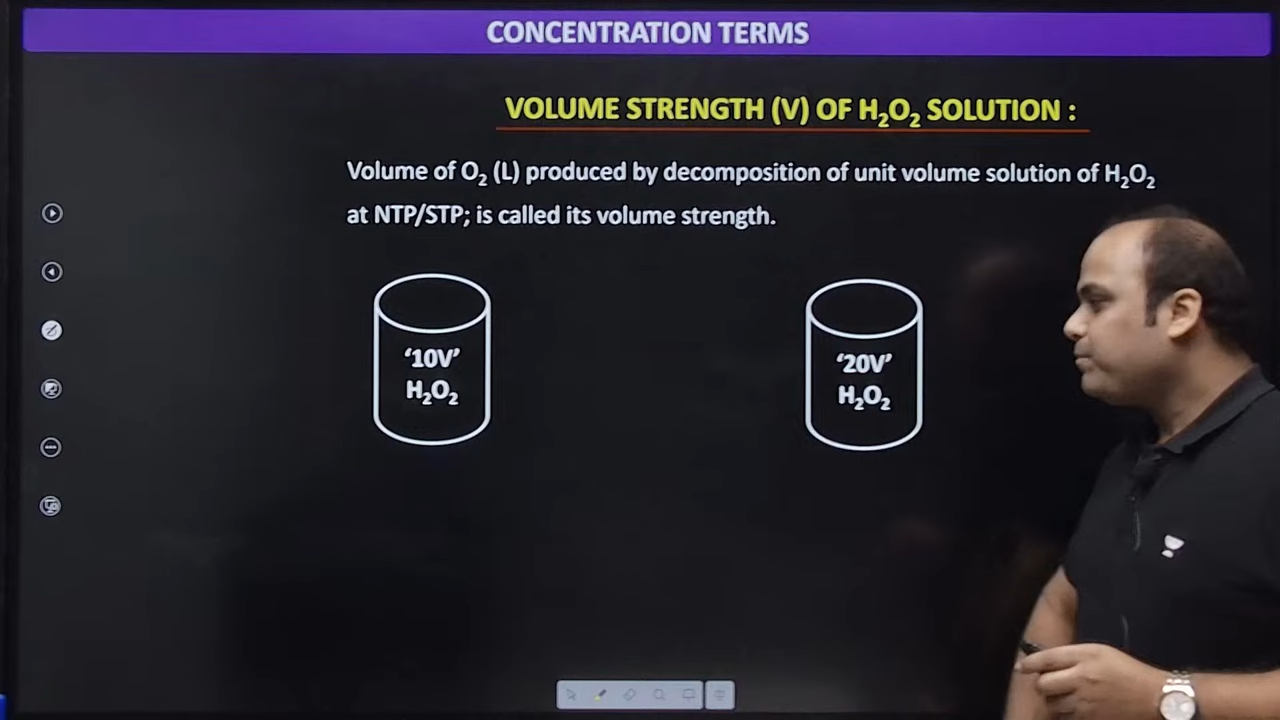 CONCENTRATION TERMS
VOLUME STRENGTH (V) OF H₂O₂ SOLUTION :
Volume of O₂ (L) produced by decomposition of unit volume solution of H₂O₂
at NTP/STP; is called its volume strength.
‘10V’
H₂O₂
‘20V’
H₂O₂